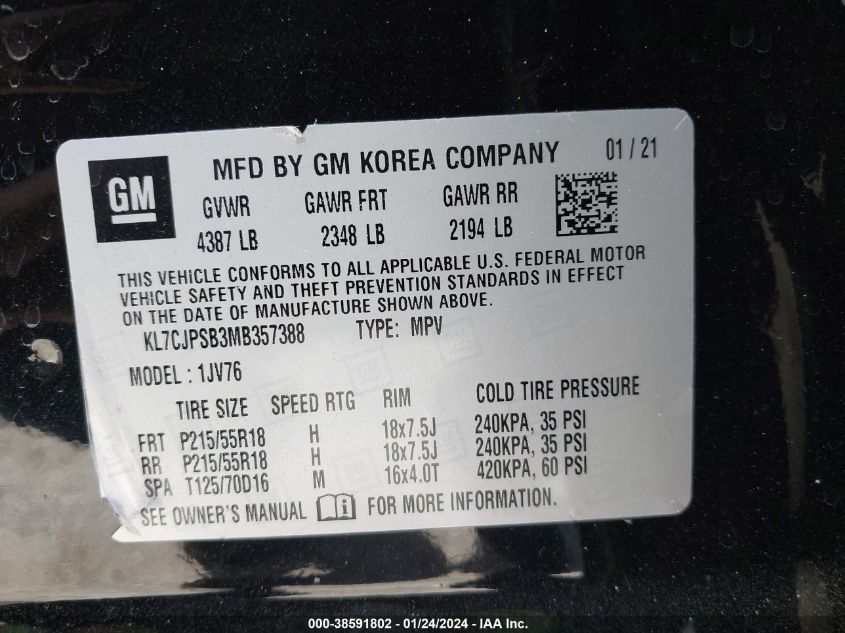 GM
MFD BY GM KOREA COMPANY 01 / 21
GVWR GAWR FRT GAWR RR
4387 LB 2348 LB 2194 LB
THIS VEHICLE CONFORMS TO ALL APPLICABLE U.S. FEDERAL MOTOR
VEHICLE SAFETY AND THEFT PREVENTION STANDARDS IN EFFECT
ON THE DATE OF MANUFACTURE SHOWN ABOVE.
KL7CJPSB3MB357388 TYPE: MPV
MODEL : 1JV76
TIRE SIZE SPEED RTG RIM COLD TIRE PRESSURE
FRT P215/55R18 H 18x7.5J 240KPA, 35 PSI
RR P215/55R18 H 18x7.5J 240KPA, 35 PSI
SPA T125/70D16 M 16x4.0T 420KPA, 60 PSI
SEE OWNER'S MANUAL FOR MORE INFORMATION.
000-38591802 - 01/24/2024 - IAA Inc.